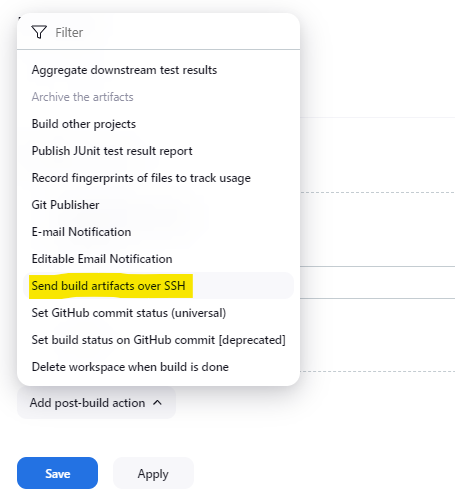 Filter
Aggregate downstream test results
Archive the artifacts
Build other projects
Publish JUnit test result report
Record fingerprints of files to track usage
Git Publisher
E-mail Notification
Editable Email Notification
Send build artifacts over SSH
Set GitHub commit status (universal)
Set build status on GitHub commit [deprecated]
Delete workspace when build is done
Add post-build action
Save
Apply